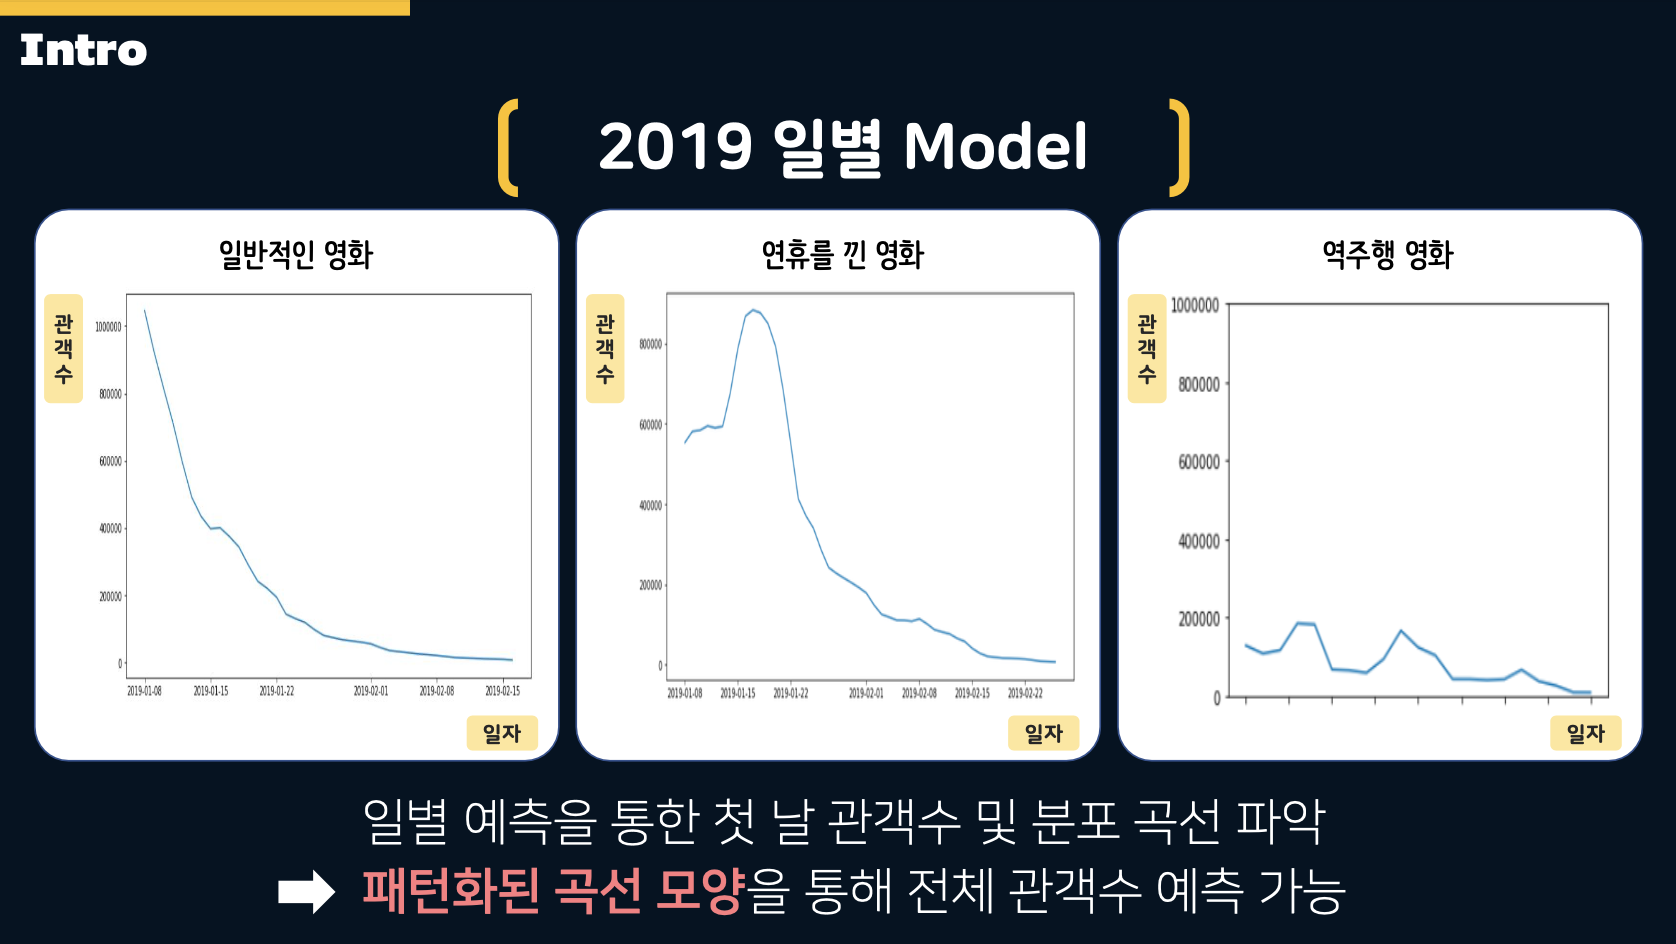 Intro
2019 일별 Model
일반적인 영화
관객수
1000000
800000
600000
400000
200000
0
2019-01-08 2019-01-15 2019-01-22 2019-02-01 2019-02-08 2019-02-15
일자
연휴를 낀 영화
관객수
800000
600000
400000
200000
0
2019-01-08 2019-01-15 2019-01-22 2019-02-01 2019-02-08 2019-02-15 2019-02-22
일자
역주행 영화
관객수
1000000
800000
600000
400000
200000
0
일자
일별 예측을 통한 첫 날 관객수 및 분포 곡선 파악
패턴화된 곡선 모양을 통해 전체 관객수 예측 가능